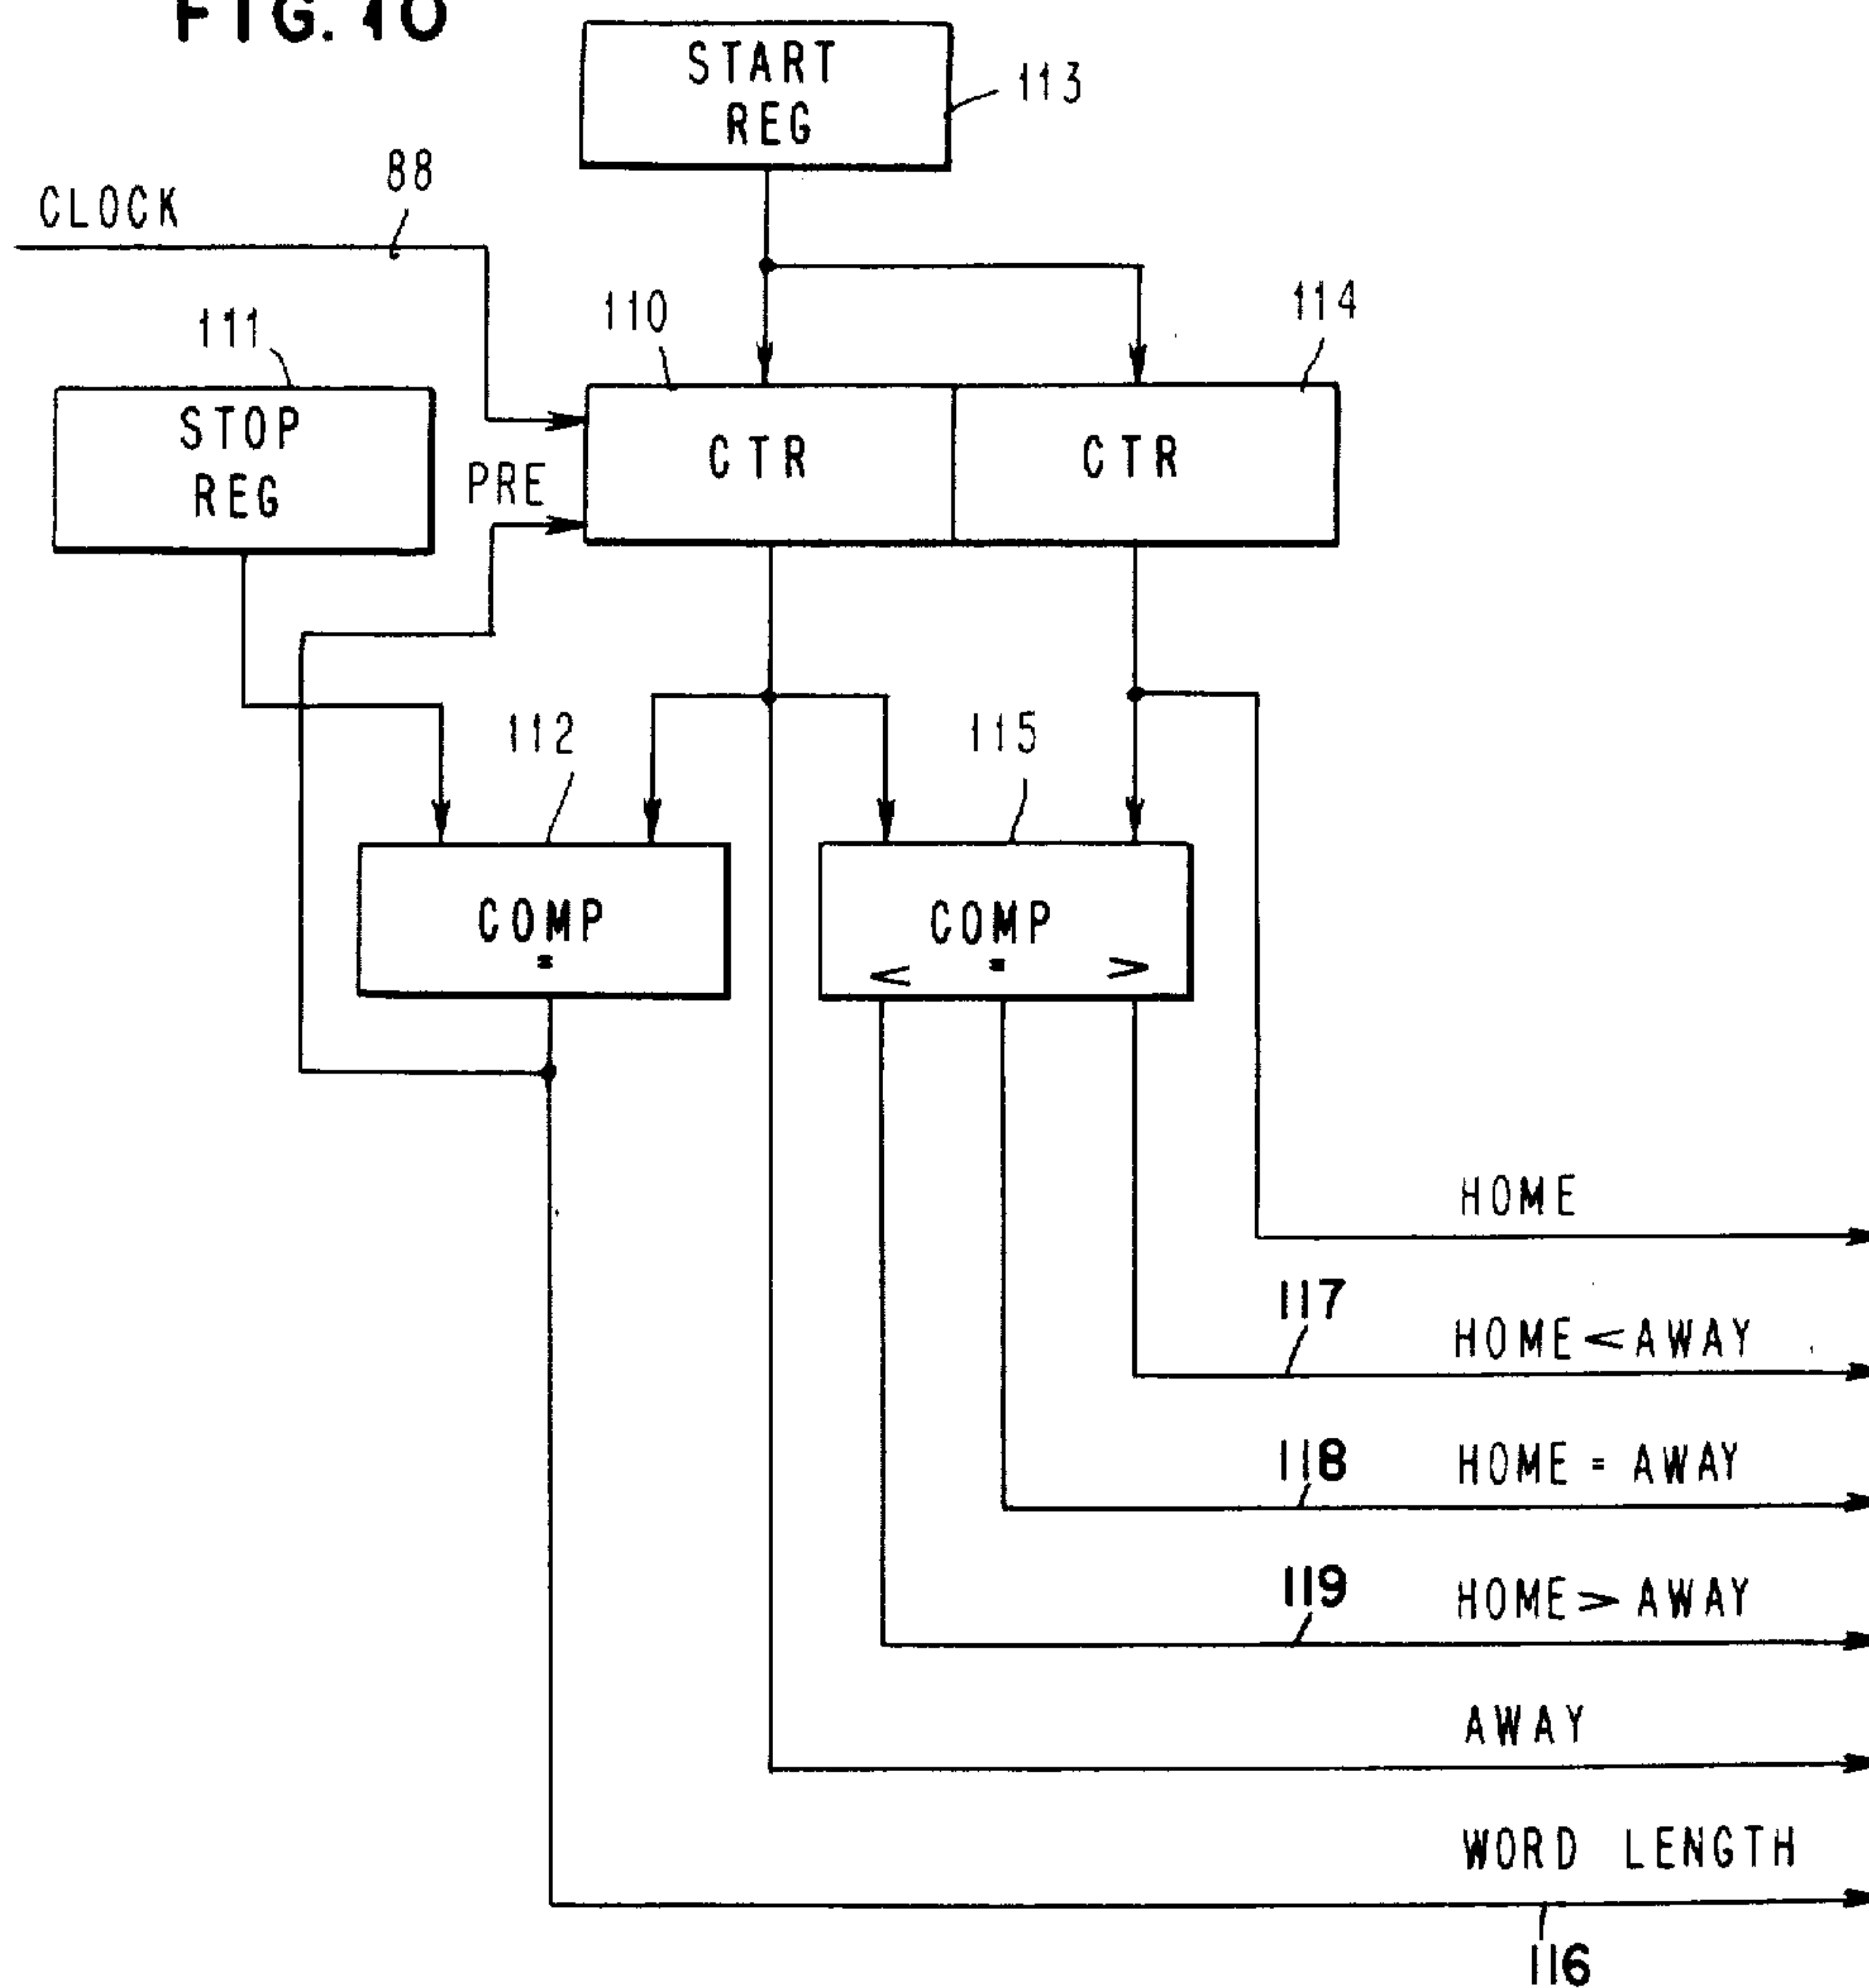 FIG. 10
START
REG
113
88
CLOCK
110
114
111
STOP
REG
PRE
CTR
CTR
112
115
COMP
=
COMP
< = >
HOME
117
HOME < AWAY
118
HOME = AWAY
119
HOME > AWAY
AWAY
WORD LENGTH
116